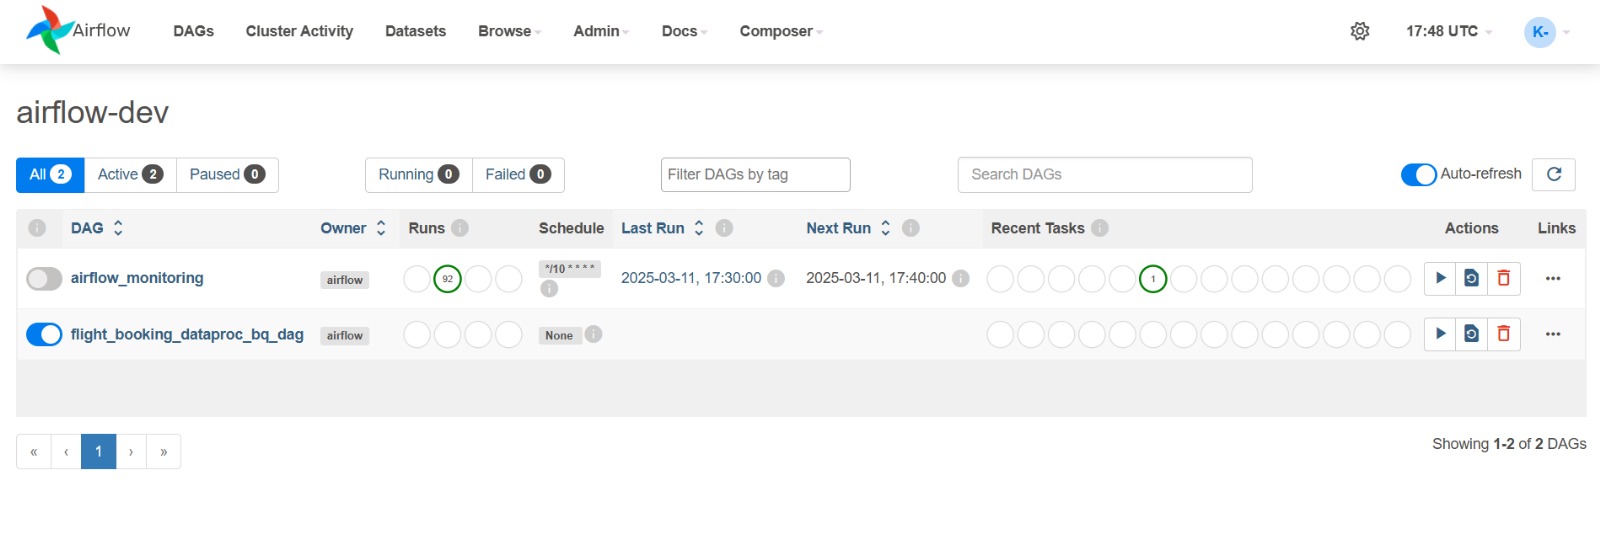 Airflow DAGs Cluster Activity Datasets Browse Admin Docs Composer 17:48 UTC K-
airflow-dev
All 2 Active 2 Paused 0 Running 0 Failed 0 Filter DAGs by tag Search DAGs Auto-refresh
i DAG Owner Runs i Schedule Last Run i Next Run i Recent Tasks i Actions Links
airflow_monitoring airflow 92 */10 * * * * i 2025-03-11, 17:30:00 i 2025-03-11, 17:40:00 i 1 ...
flight_booking_dataproc_bq_dag airflow None i ...
« ‹ 1 › » Showing 1-2 of 2 DAGs